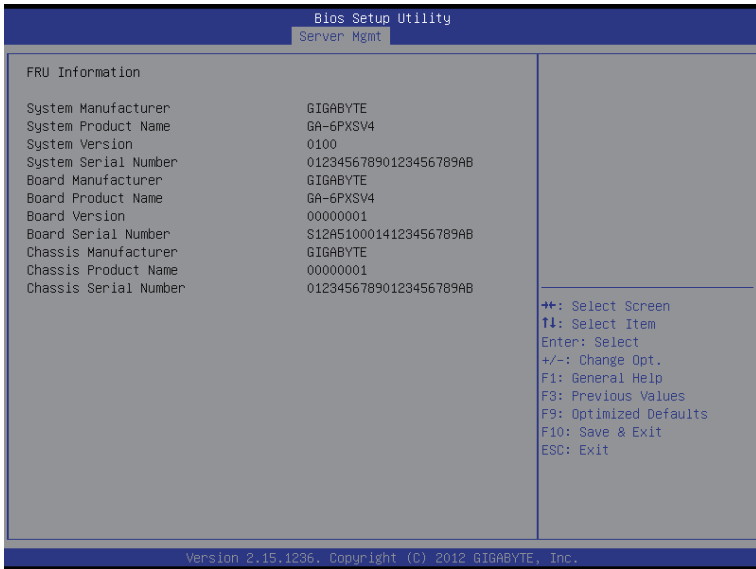 Bios Setup Utility
Server Mgmt
FRU Information
System Manufacturer GIGABYTE
System Product Name GA-6PXSV4
System Version 0100
System Serial Number 01234567890123456789AB
Board Manufacturer GIGABYTE
Board Product Name GA-6PXSV4
Board Version 00000001
Board Serial Number S12A5100014123456789AB
Chassis Manufacturer GIGABYTE
Chassis Product Name 00000001
Chassis Serial Number 01234567890123456789AB
→←: Select Screen
↑↓: Select Item
Enter: Select
+/-: Change Opt.
F1: General Help
F3: Previous Values
F9: Optimized Defaults
F10: Save & Exit
ESC: Exit
Version 2.15.1236. Copyright (C) 2012 GIGABYTE, Inc.